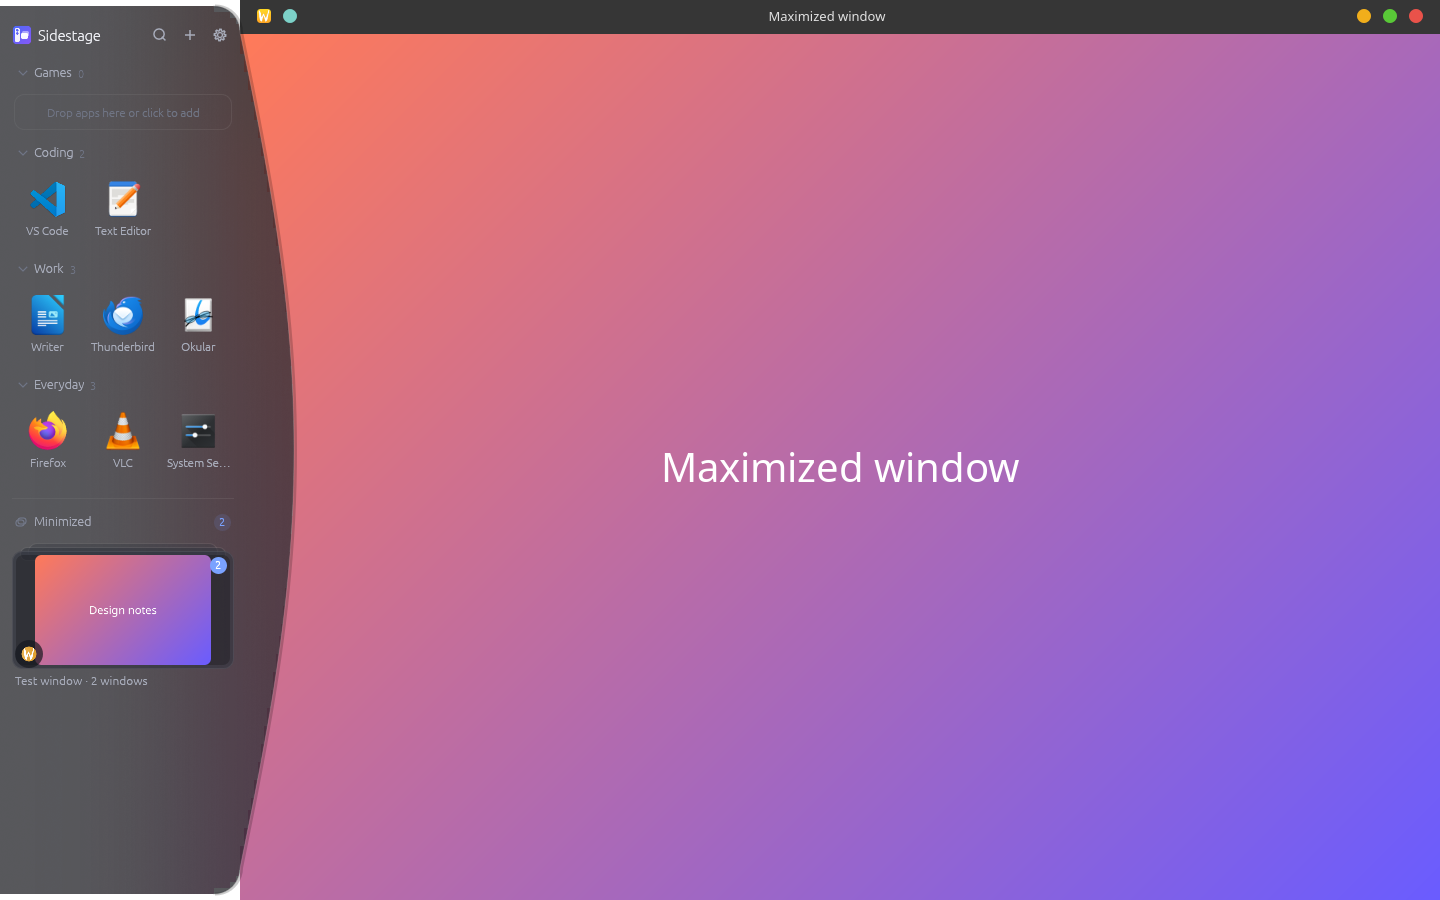 Sidestage
Maximized window
Games 0
Drop apps here or click to add
Coding 2
VS Code
Text Editor
Work 3
Writer
Thunderbird
Okular
Everyday 3
Firefox
VLC
System Se...
Minimized
2
2
Design notes
W
Test window · 2 windows
W
Maximized window